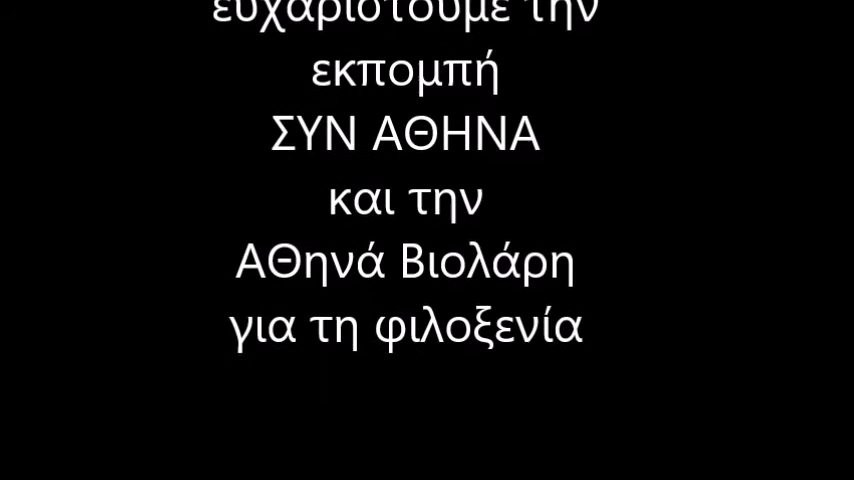 ευχαριστούμε την
εκπομπή
ΣΥΝ ΑΘΗΝΑ
και την
ΑΘηνά Βιολάρη
για τη φιλοξενία